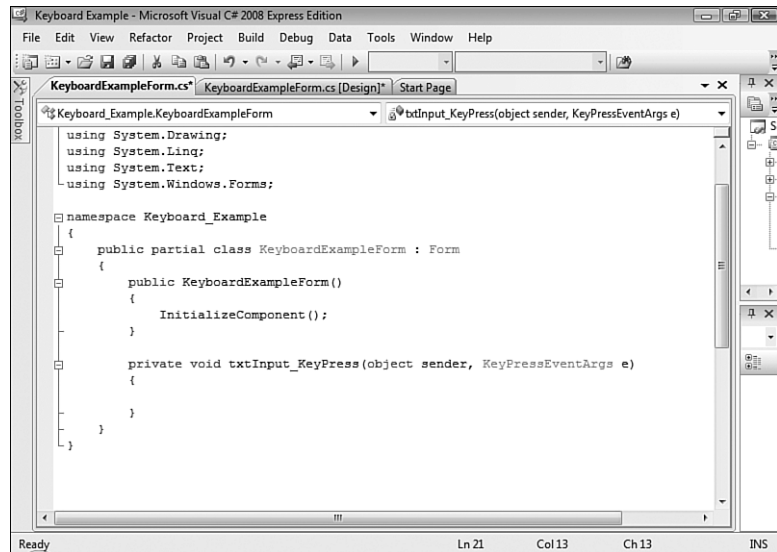 Keyboard Example - Microsoft Visual C# 2008 Express Edition
File Edit View Refactor Project Build Debug Data Tools Window Help
KeyboardExampleForm.cs* KeyboardExampleForm.cs [Design]* Start Page
Toolbox
Keyboard_Example.KeyboardExampleForm txtInput_KeyPress(object sender, KeyPressEventArgs e)
using System.Drawing;
using System.Linq;
using System.Text;
using System.Windows.Forms;
namespace Keyboard_Example
{
public partial class KeyboardExampleForm : Form
{
public KeyboardExampleForm()
{
InitializeComponent();
}
private void txtInput_KeyPress(object sender, KeyPressEventArgs e)
{
}
}
}
Ready Ln 21 Col 13 Ch 13 INS